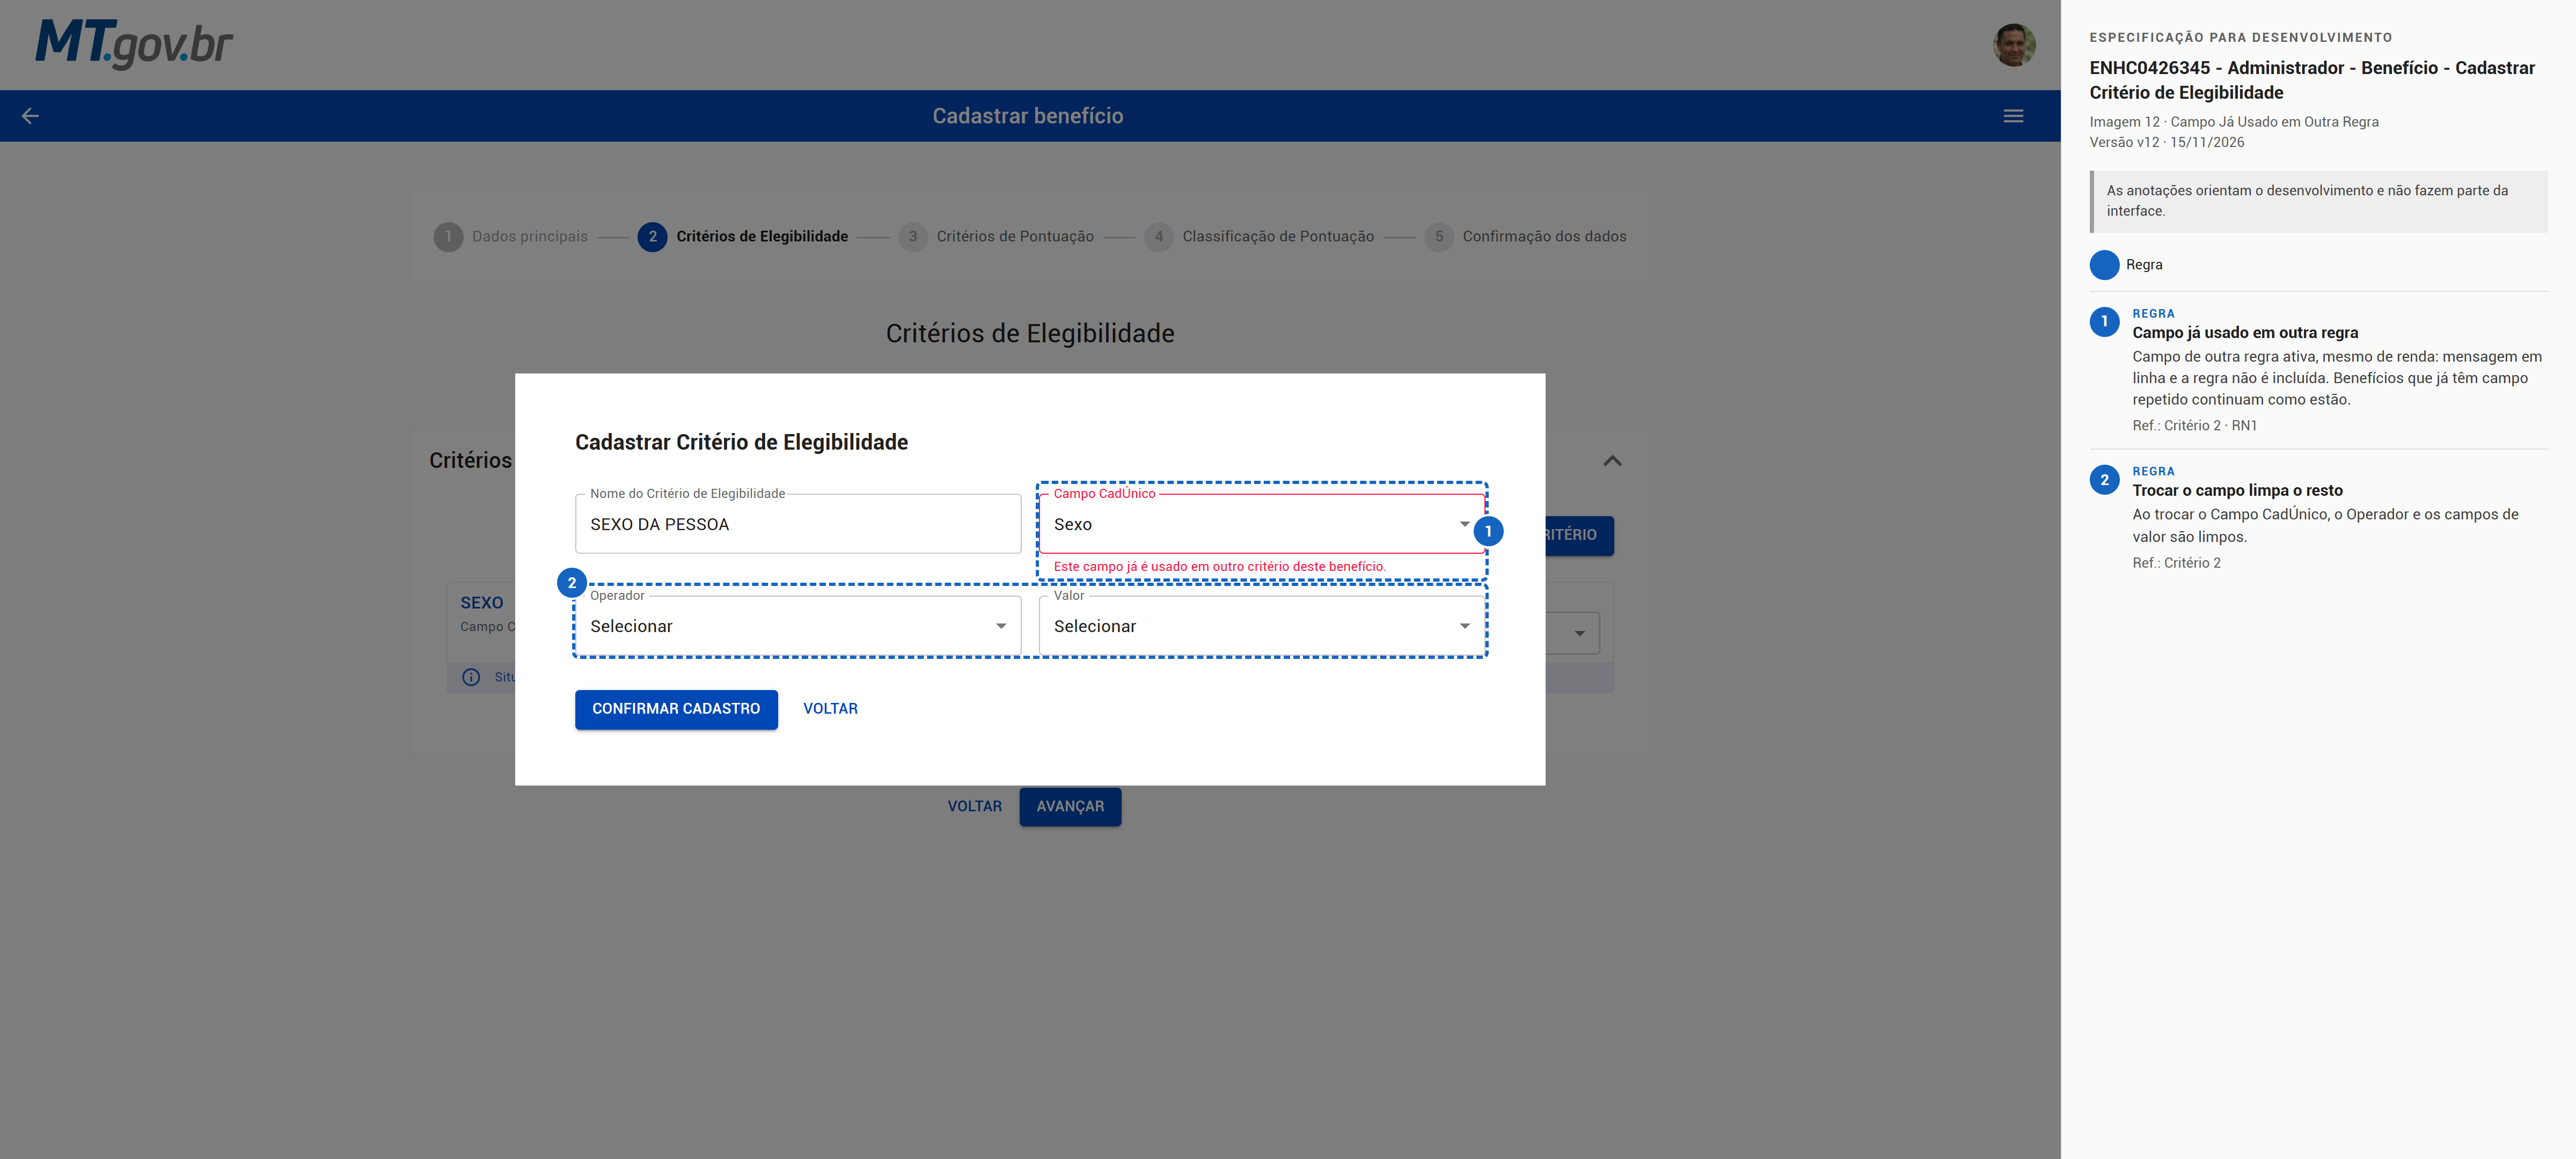 MT.gov.br
Cadastrar benefício
1 Dados principais
2 Critérios de Elegibilidade
3 Critérios de Pontuação
4 Classificação de Pontuação
5 Confirmação dos dados
Critérios de Elegibilidade
Critérios
RITÉRIO
SEXO
Campo C
Situ
Cadastrar Critério de Elegibilidade
Nome do Critério de Elegibilidade
SEXO DA PESSOA
Campo CadÚnico
Sexo
1
Este campo já é usado em outro critério deste benefício.
2
Operador
Selecionar
Valor
Selecionar
CONFIRMAR CADASTRO
VOLTAR
VOLTAR
AVANÇAR
ESPECIFICAÇÃO PARA DESENVOLVIMENTO
ENHC0426345 - Administrador - Benefício - Cadastrar
Critério de Elegibilidade
Imagem 12 · Campo Já Usado em Outra Regra
Versão v12 · 15/11/2026
As anotações orientam o desenvolvimento e não fazem parte da
interface.
Regra
1
REGRA
Campo já usado em outra regra
Campo de outra regra ativa, mesmo de renda: mensagem em
linha e a regra não é incluída. Benefícios que já têm campo
repetido continuam como estão.
Ref.: Critério 2 · RN1
2
REGRA
Trocar o campo limpa o resto
Ao trocar o Campo CadÚnico, o Operador e os campos de
valor são limpos.
Ref.: Critério 2